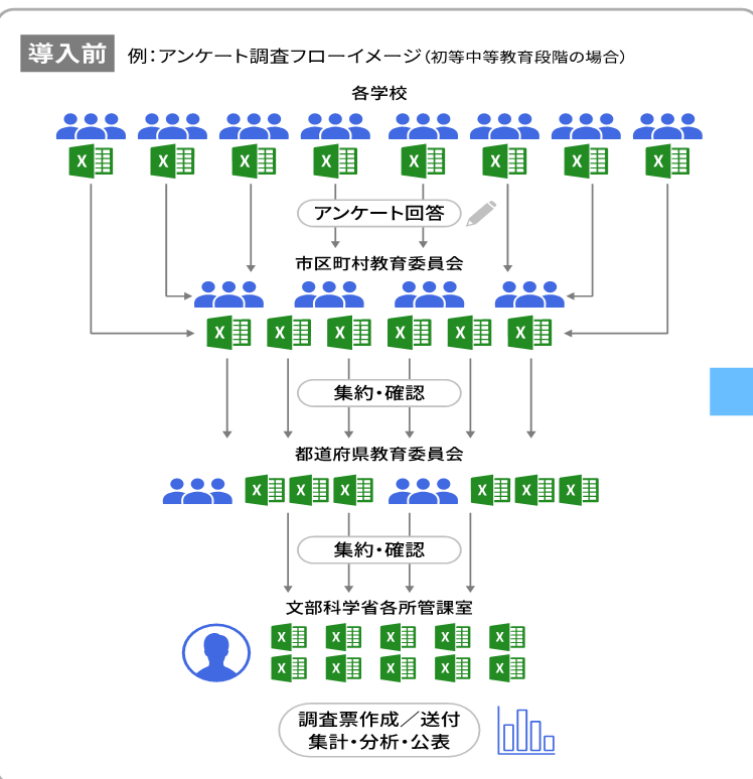 導入前 例：アンケート調査フローイメージ（初等中等教育段階の場合）
各学校
X X X X X X X X
アンケート回答
市区町村教育委員会
X X X X X X
集約・確認
都道府県教育委員会
X X X X X X
集約・確認
文部科学省各所管課室
X X X X X
X X X X X
調査票作成／送付
集計・分析・公表